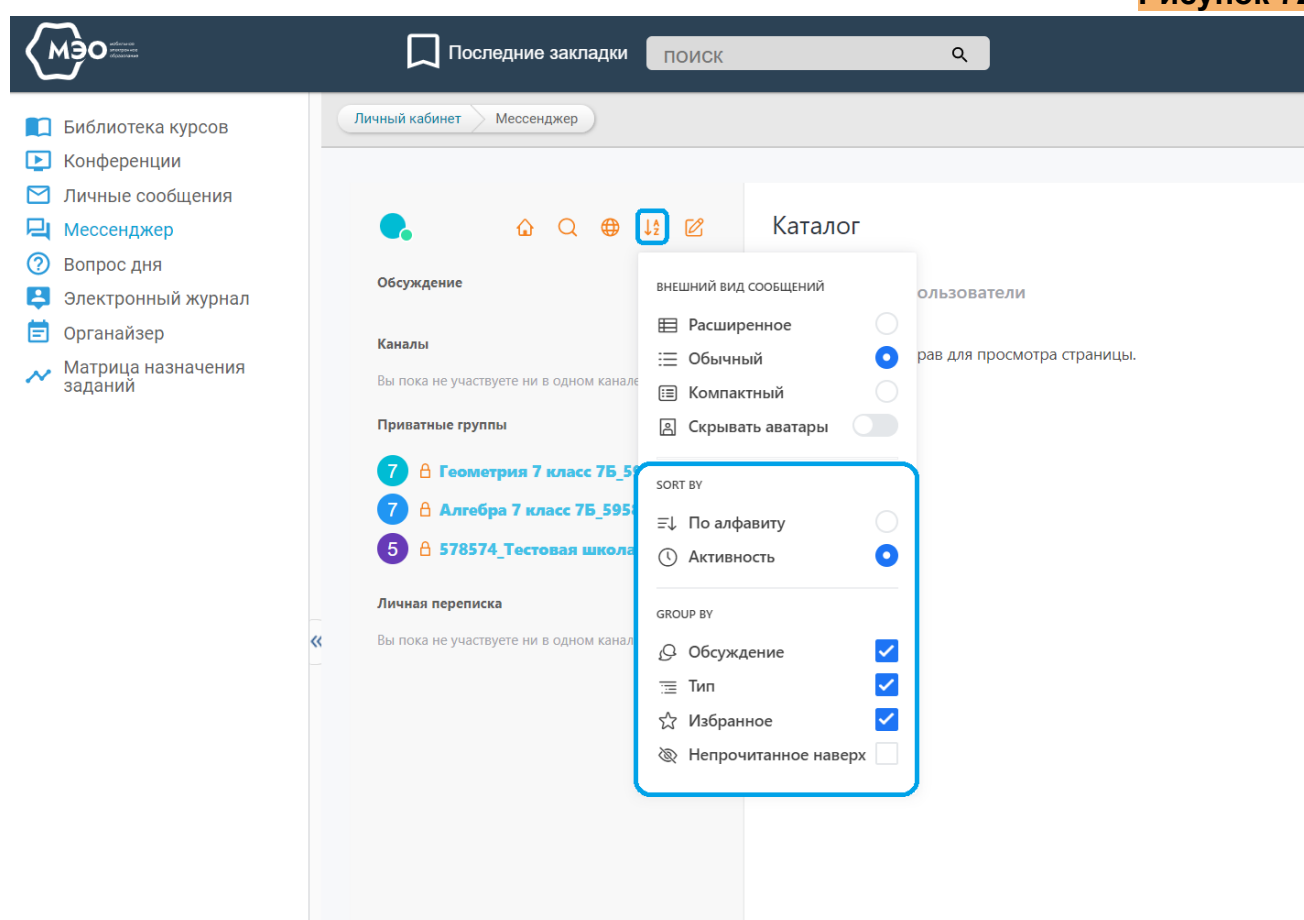 Рисунок 72
МЭО
Последние закладки
поиск
Библиотека курсов
Конференции
Личные сообщения
Мессенджер
Вопрос дня
Электронный журнал
Органайзер
Матрица назначения
заданий
Личный кабинет
Мессенджер
Обсуждение
Каналы
Вы пока не участвуете ни в одном канале
Приватные группы
7 Геометрия 7 класс 7Б_59
7 Алгебра 7 класс 7Б_5958
5 578574_Тестовая школа
Личная переписка
Вы пока не участвуете ни в одном канал
Каталог
ользователи
рав для просмотра страницы.
ВНЕШНИЙ ВИД СООБЩЕНИЙ
Расширенное
Обычный
Компактный
Скрывать аватары
SORT BY
По алфавиту
Активность
GROUP BY
Обсуждение
Тип
Избранное
Непрочитанное наверх